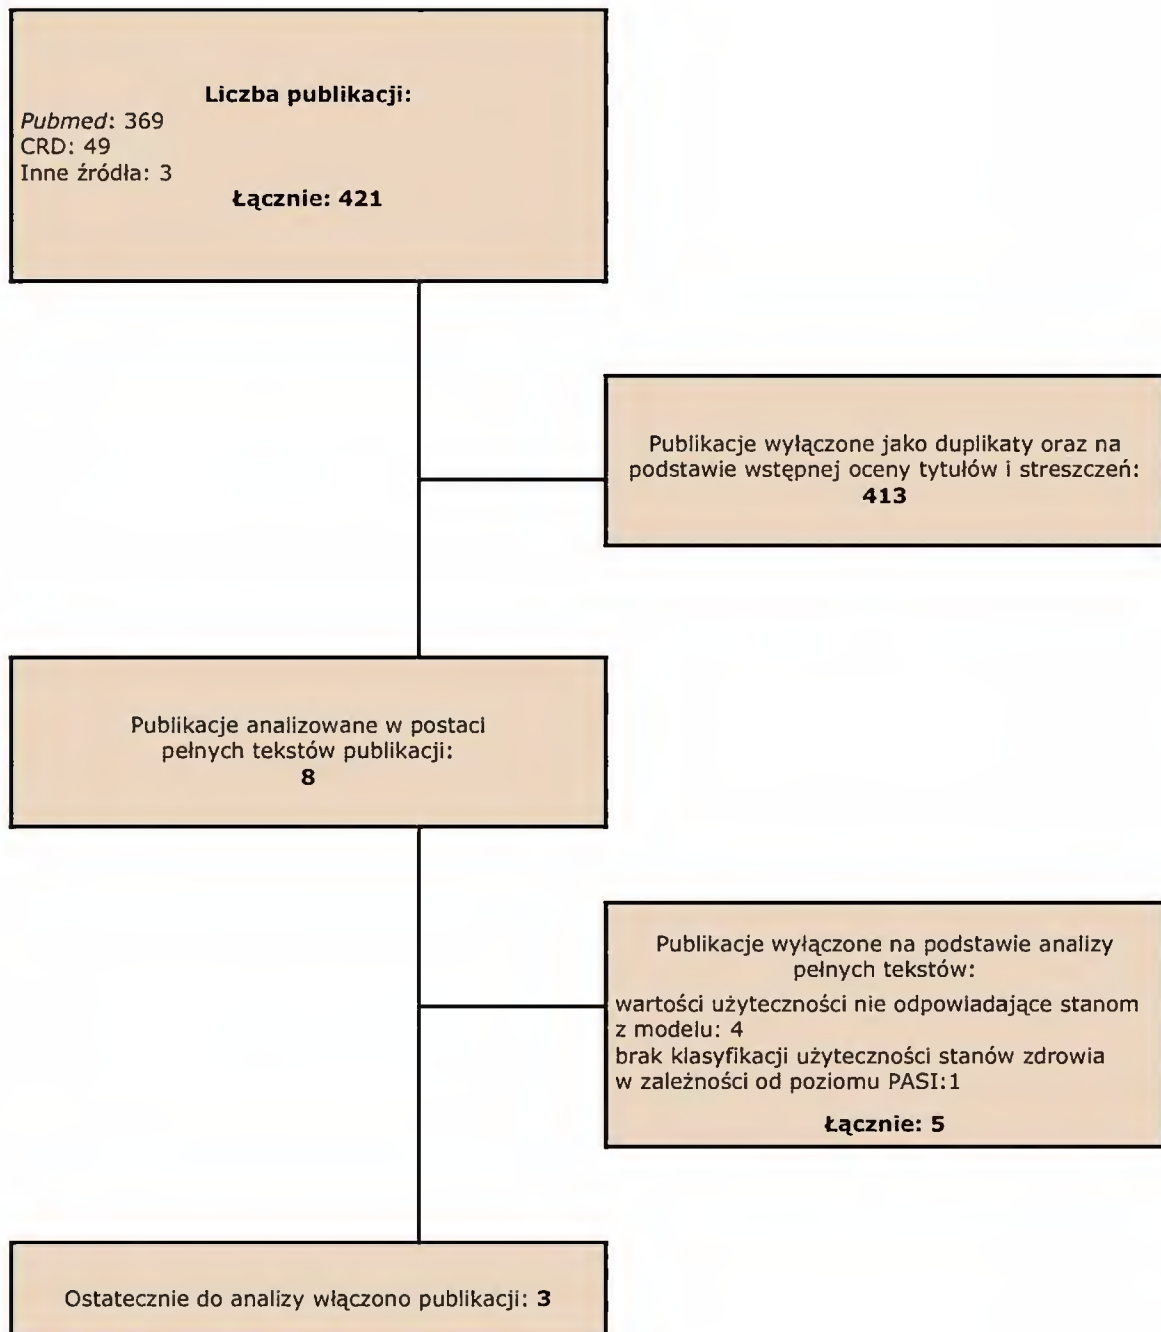 Liczba publikacji:
Pubmed: 369
CRD: 49
Inne źródła: 3
Łącznie: 421
Publikacje wyłączone jako duplikaty oraz na
podstawie wstępnej oceny tytułów i streszczeń:
413
Publikacje analizowane w postaci
pełnych tekstów publikacji:
8
Publikacje wyłączone na podstawie analizy
pełnych tekstów:
wartości użyteczności nie odpowiadające stanom
z modelu: 4
brak klasyfikacji użyteczności stanów zdrowia
w zależności od poziomu PASI:1
Łącznie: 5
Ostatecznie do analizy włączono publikacji: 3